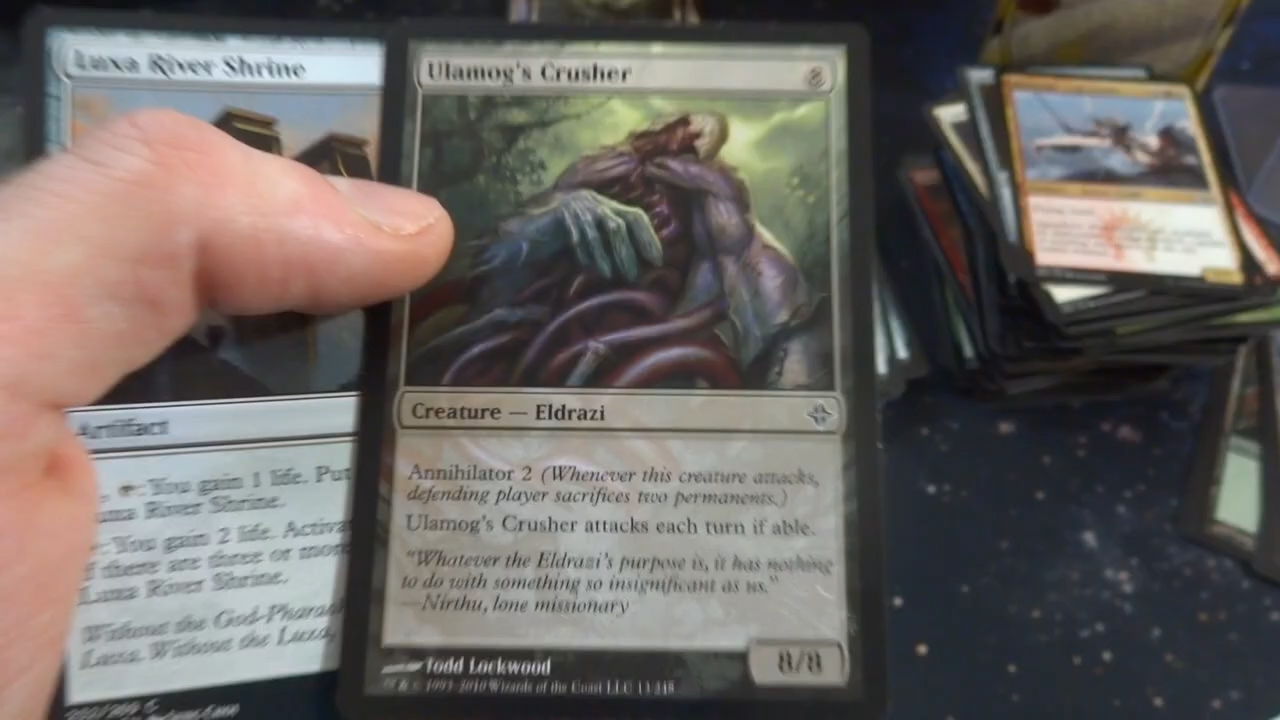 Luxa River Shrine
Artifact
: You gain 1 life. Put
Luxa River Shrine.
: You gain 2 life. Activa
if there are three or more
Luxa River Shrine.
Without the God-Pharaoh
Luxa. Without the Luxa,
Ulamog's Crusher
8
Creature — Eldrazi
Annihilator 2 (Whenever this creature attacks,
defending player sacrifices two permanents.)
Ulamog's Crusher attacks each turn if able.
"Whatever the Eldrazi's purpose is, it has nothing
to do with something so insignificant as us."
—Nirthu, lone missionary
8/8
Todd Lockwood
™ & © 1993-2010 Wizards of the Coast LLC 13/248